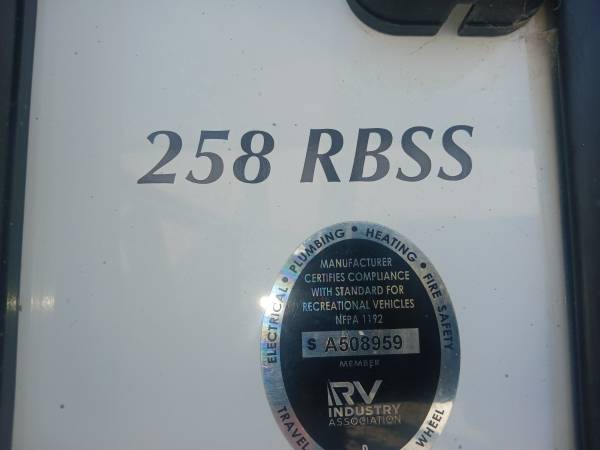 258 RBSS
ELECTRICAL • PLUMBING • HEATING • FIRE SAFETY
MANUFACTURER
CERTIFIES COMPLIANCE
WITH STANDARD FOR
RECREATIONAL VEHICLES
NFPA 1192
S A508959
MEMBER
RV
INDUSTRY
ASSOCIATION
TRAVEL
WHEEL